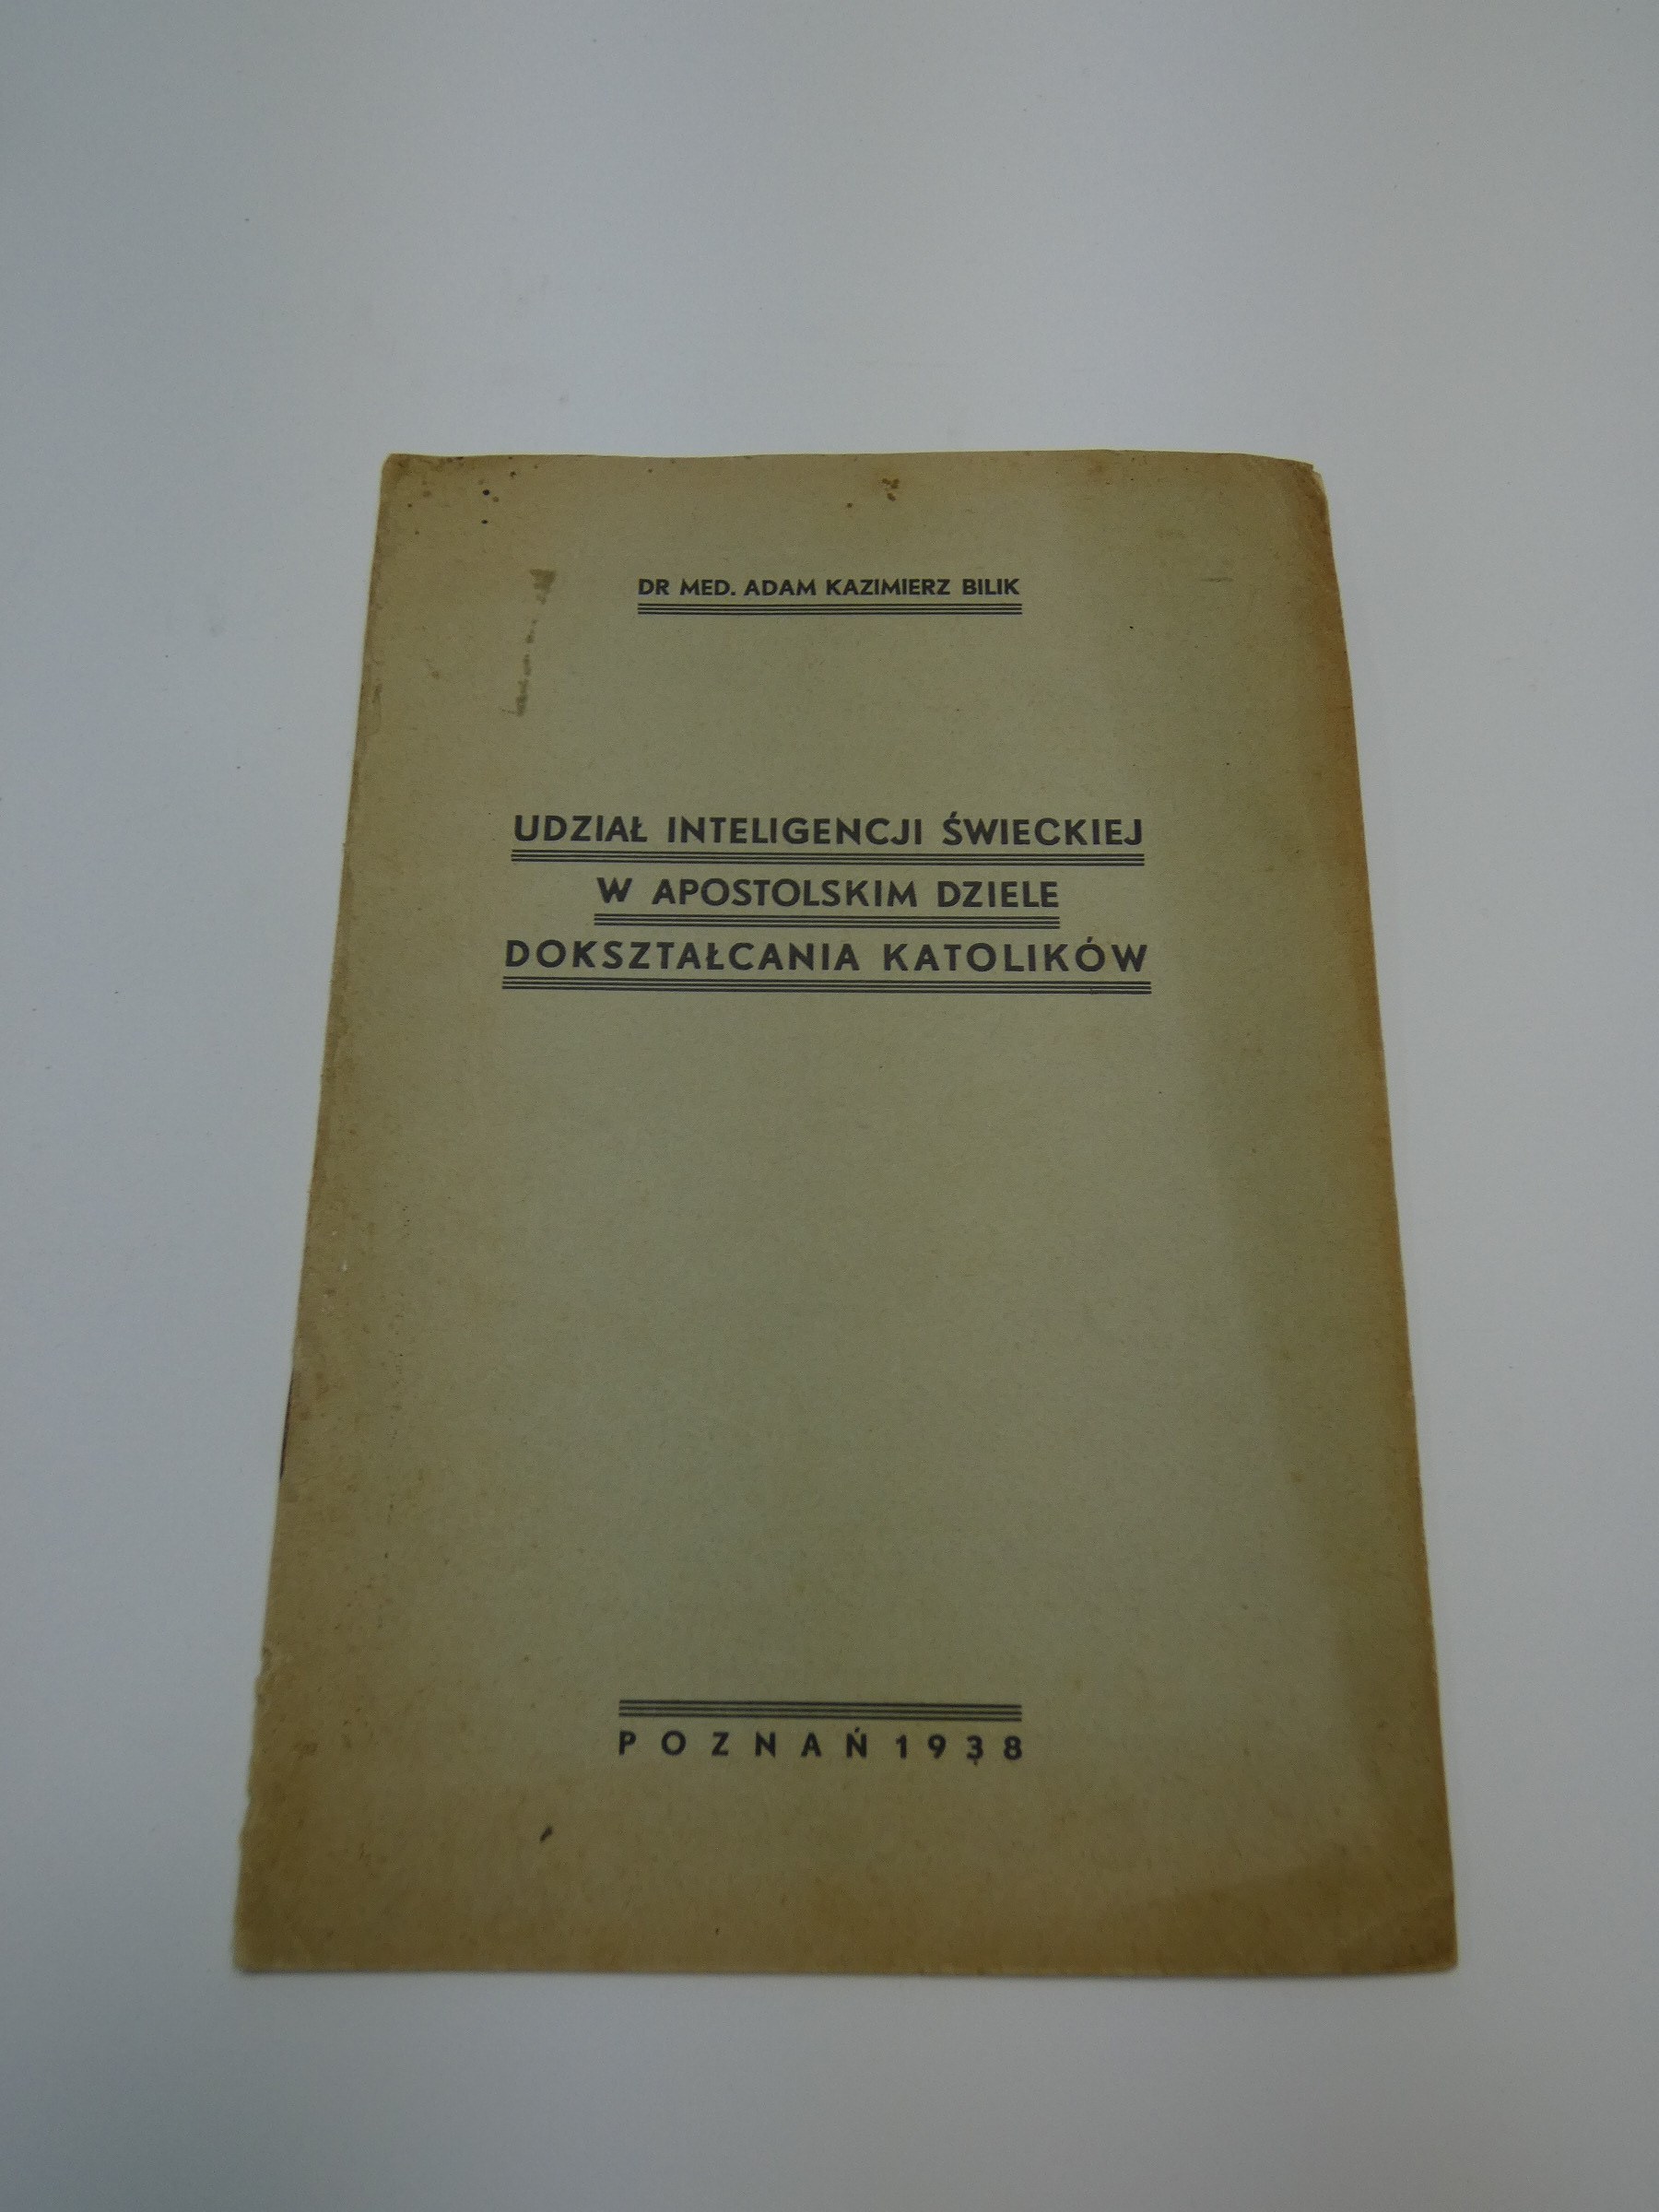 DR MED. ADAM KAZIMIERZ BILIK
UDZIAŁ INTELIGENCJI ŚWIECKIEJ
W APOSTOLSKIM DZIELE
DOKSZTAŁCANIA KATOLIKÓW
POZNAŃ 1938